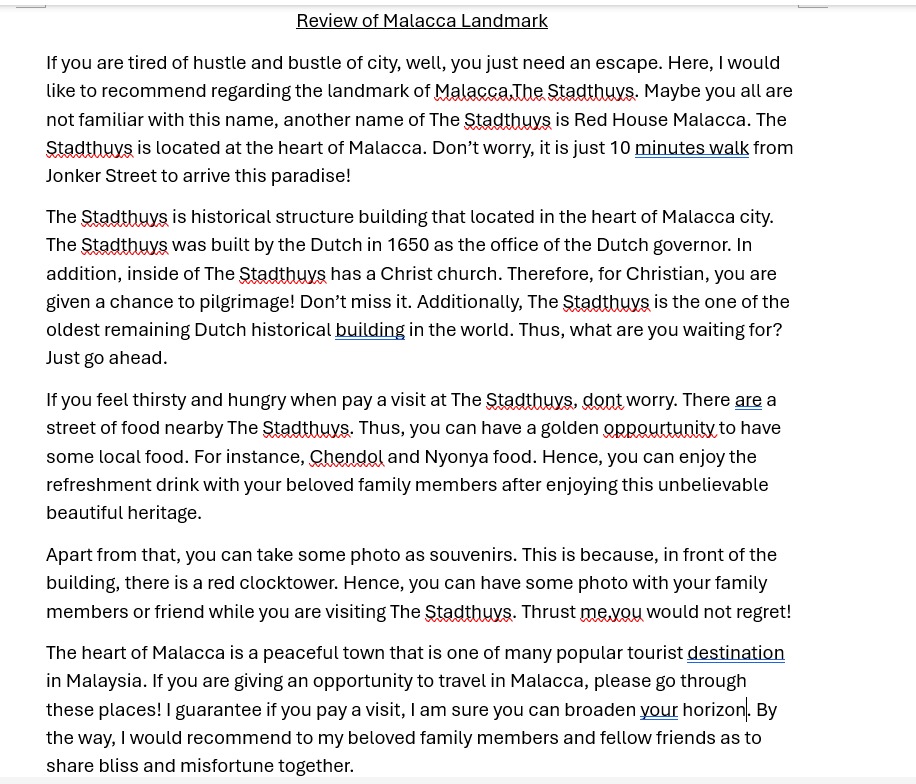 Review of Malacca Landmark
If you are tired of hustle and bustle of city, well, you just need an escape. Here, I would
like to recommend regarding the landmark of Malacca,The Stadthuys. Maybe you all are
not familiar with this name, another name of The Stadthuys is Red House Malacca. The
Stadthuys is located at the heart of Malacca. Don’t worry, it is just 10 minutes walk from
Jonker Street to arrive this paradise!
The Stadthuys is historical structure building that located in the heart of Malacca city.
The Stadthuys was built by the Dutch in 1650 as the office of the Dutch governor. In
addition, inside of The Stadthuys has a Christ church. Therefore, for Christian, you are
given a chance to pilgrimage! Don’t miss it. Additionally, The Stadthuys is the one of the
oldest remaining Dutch historical building in the world. Thus, what are you waiting for?
Just go ahead.
If you feel thirsty and hungry when pay a visit at The Stadthuys, dont worry. There are a
street of food nearby The Stadthuys. Thus, you can have a golden oppourtunity to have
some local food. For instance, Chendol and Nyonya food. Hence, you can enjoy the
refreshment drink with your beloved family members after enjoying this unbelievable
beautiful heritage.
Apart from that, you can take some photo as souvenirs. This is because, in front of the
building, there is a red clocktower. Hence, you can have some photo with your family
members or friend while you are visiting The Stadthuys. Thrust me,you would not regret!
The heart of Malacca is a peaceful town that is one of many popular tourist destination
in Malaysia. If you are giving an opportunity to travel in Malacca, please go through
these places! I guarantee if you pay a visit, I am sure you can broaden your horizon. By
the way, I would recommend to my beloved family members and fellow friends as to
share bliss and misfortune together.